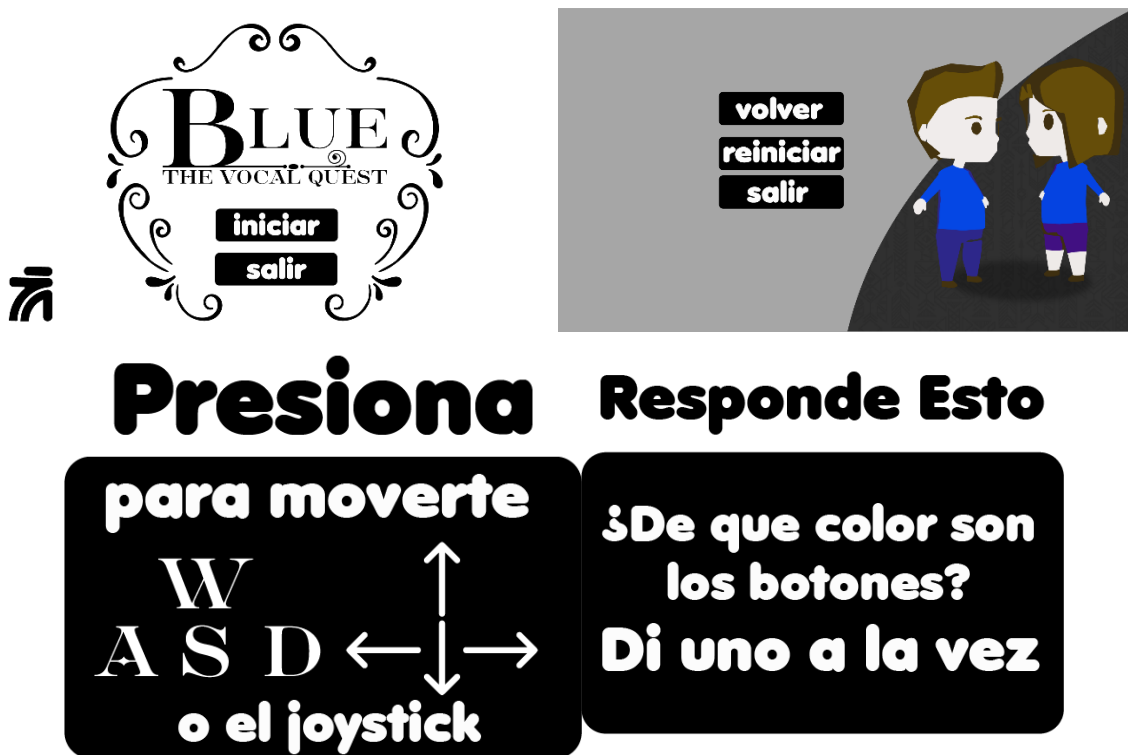 BLUE
THE VOCAL QUEST
iniciar
salir
volver
reiniciar
salir
Presiona
para moverte
W
A S D
o el joystick
Responde Esto
¿De que color son
los botones?
Di uno a la vez